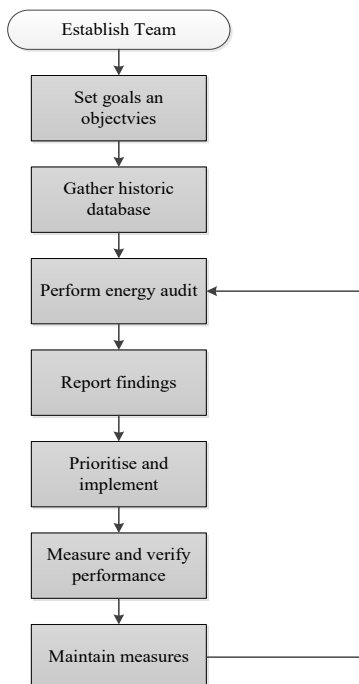 Establish Team
Set goals an
objectvies
Gather historic
database
Perform energy audit
Report findings
Prioritise and
implement
Measure and verify
performance
Maintain measures